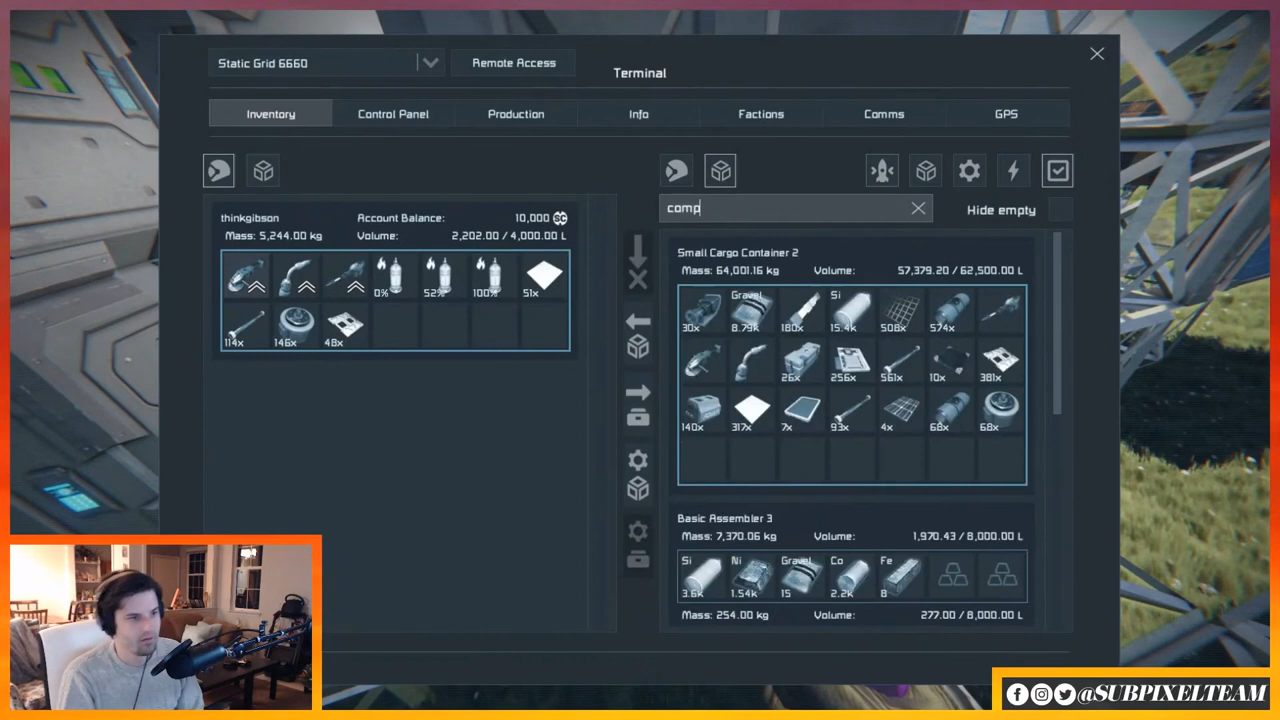 Static Grid 6660
Remote Access
Terminal
Inventory
Control Panel
Production
Info
Factions
Comms
GPS
comp
Hide empty
thinkgibson
Account Balance: 10,000 SC
Mass: 5,244.00 kg
Volume: 2,202.00 / 4,000.00 L
0% 52% 100% 51x
114x 146x 48x
Small Cargo Container 2
Mass: 64,001.16 kg
Volume: 57,379.20 / 62,500.00 L
Gravel Si
30x 8.79k 180x 15.4k 508x 574x
26x 256x 561x 10x 381x
140x 317x 7x 93x 4x 68x 68x
Basic Assembler 3
Mass: 7,370.06 kg
Volume: 1,970.43 / 8,000.00 L
Si Ni Gravel Co Fe
3.6k 1.54k 15 2.2k 8
Mass: 254.00 kg
Volume: 277.00 / 8,000.00 L
@SUBPIXELTEAM